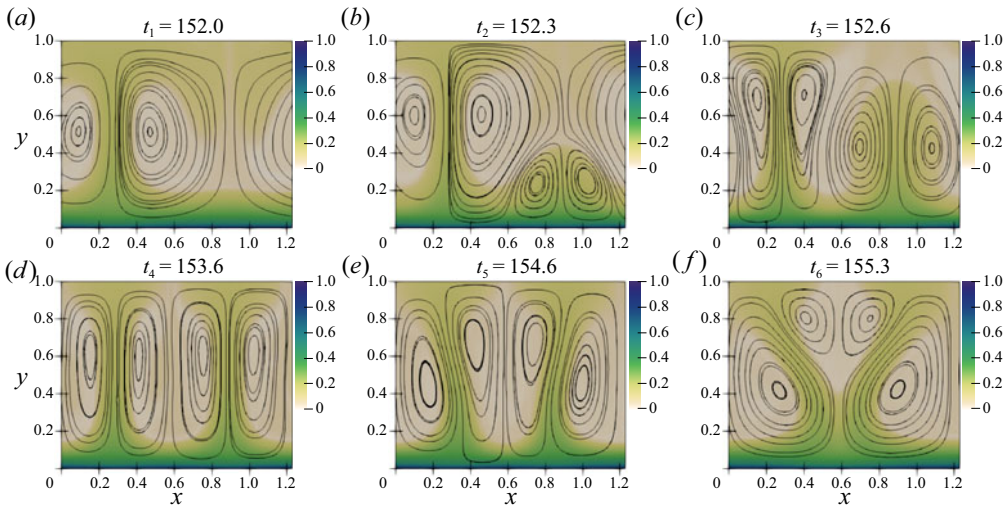 (a) t₁ = 152.0 (b) t₂ = 152.3 (c) t₃ = 152.6
1.0 1.0 1.0 1.0 1.0 1.0
0.8 0.8 0.8 0.8 0.8 0.8
y 0.6 0.6 0.6 0.6 0.6 0.6
0.4 0.4 0.4 0.4 0.4 0.4
0.2 0.2 0.2 0.2 0.2 0.2
0 0 0
0 0.2 0.4 0.6 0.8 1.0 1.2 0 0.2 0.4 0.6 0.8 1.0 1.2 0 0.2 0.4 0.6 0.8 1.0 1.2
(d) t₄ = 153.6 (e) t₅ = 154.6 (f) t₆ = 155.3
1.0 1.0 1.0 1.0 1.0 1.0
0.8 0.8 0.8 0.8 0.8 0.8
y 0.6 0.6 0.6 0.6 0.6 0.6
0.4 0.4 0.4 0.4 0.4 0.4
0.2 0.2 0.2 0.2 0.2 0.2
0 0 0
0 0.2 0.4 0.6 0.8 1.0 1.2 0 0.2 0.4 0.6 0.8 1.0 1.2 0 0.2 0.4 0.6 0.8 1.0 1.2
x x x